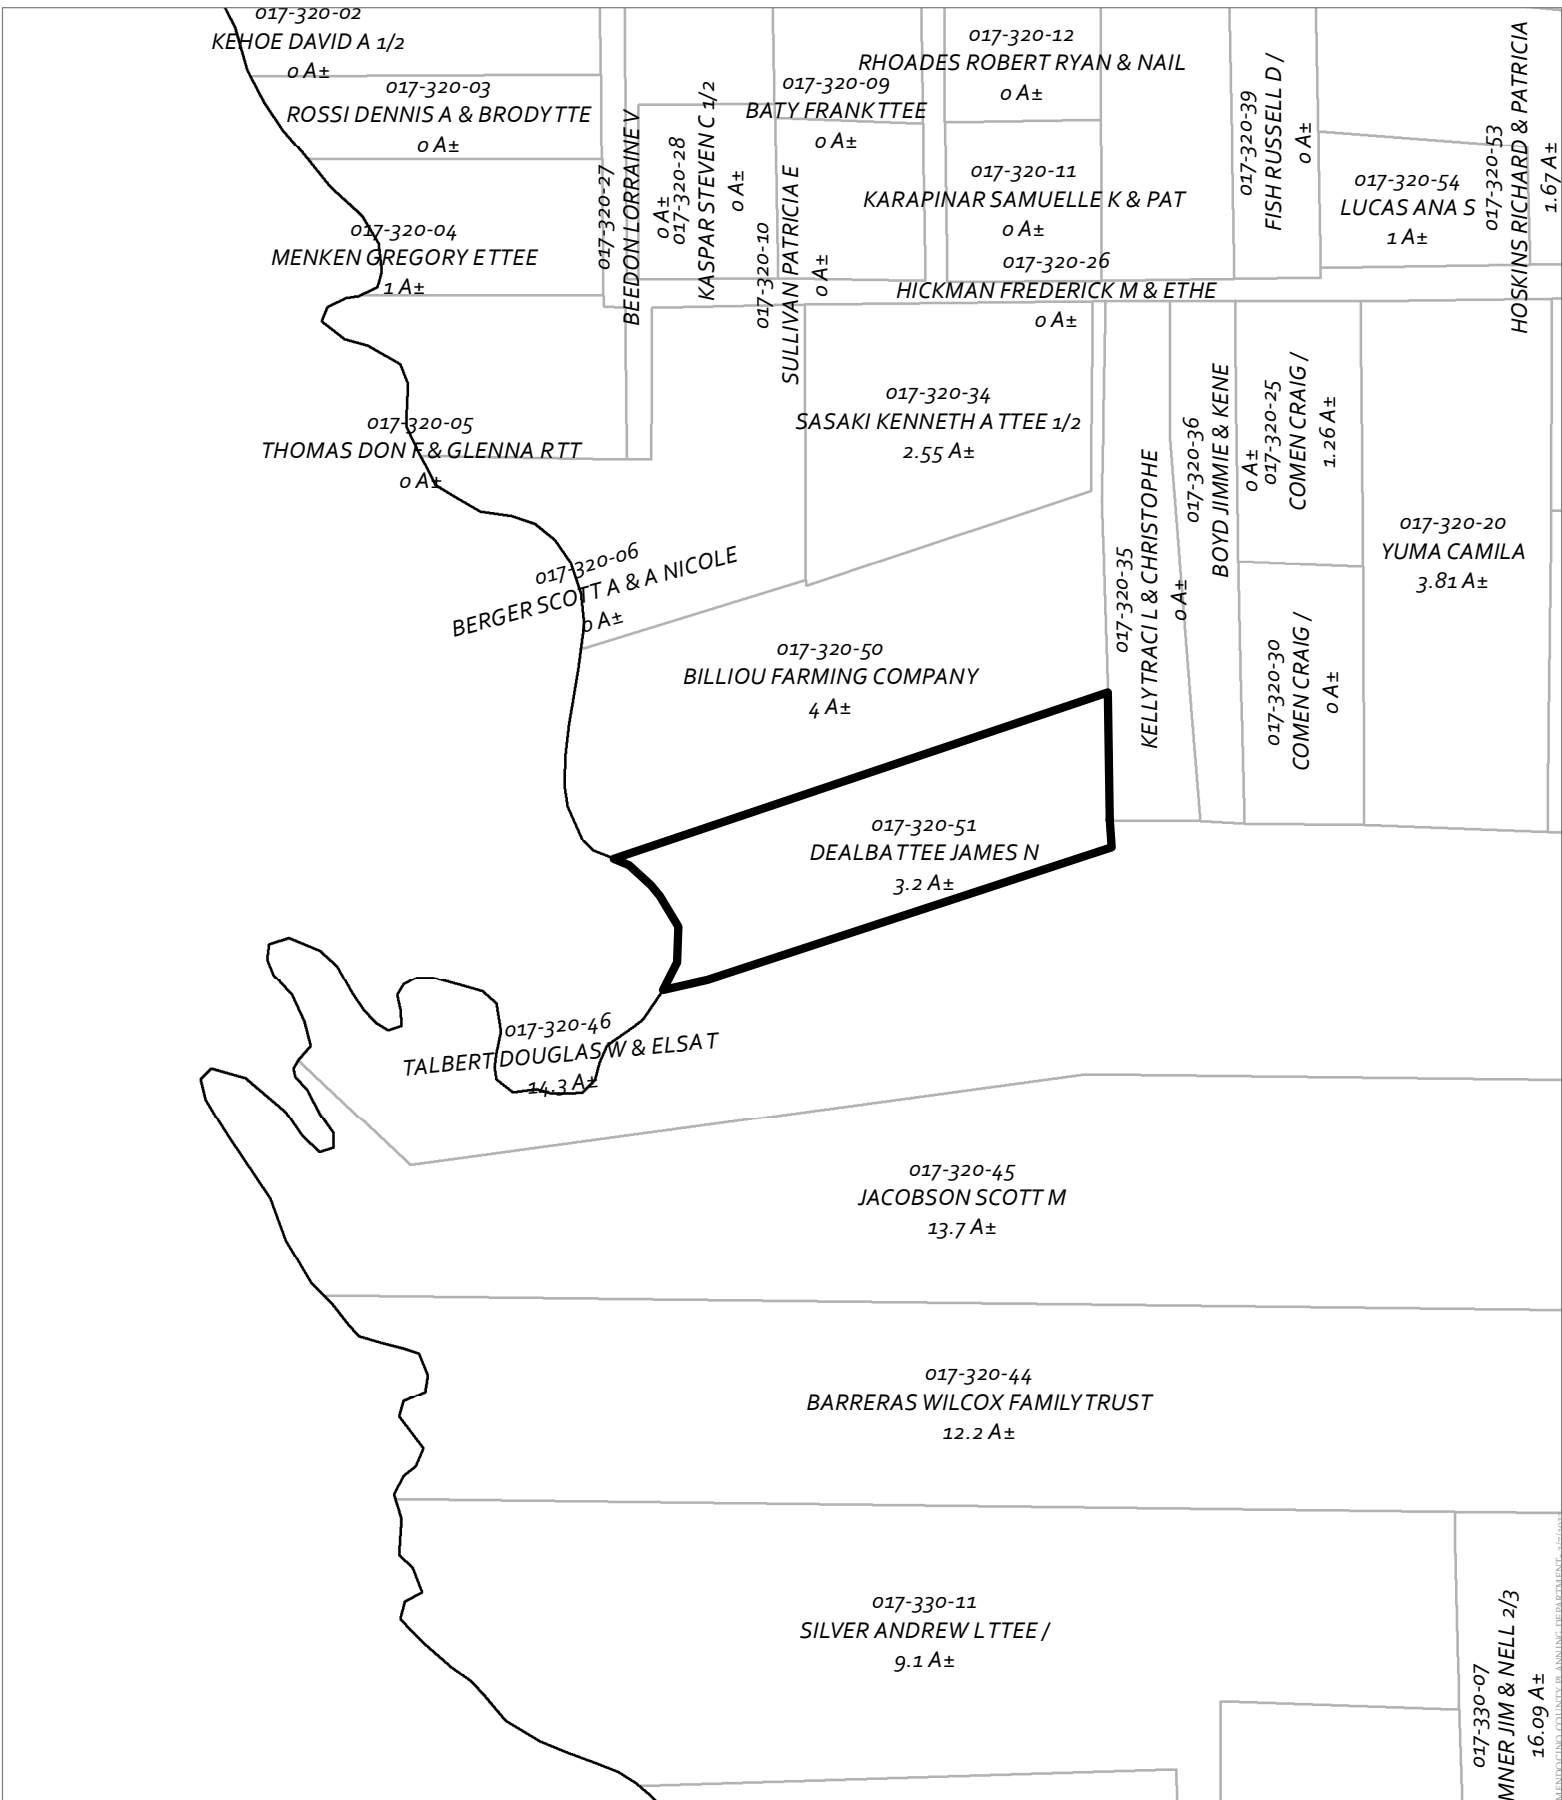 017-320-02
KEHOE DAVID A 1/2
0 A±
017-320-03
ROSSI DENNIS A & BRODY TTE
0 A±
017-320-04
MENKEN GREGORY E TTEE
1 A±
017-320-05
THOMAS DON F & GLENNA R TT
0 A±
017-320-27
BEEDON LORRAINE V
0 A±
017-320-28
KASPAR STEVEN C 1/2
0 A±
017-320-09
BATY FRANK TTEE
0 A±
017-320-10
SULLIVAN PATRICIA E
0 A±
017-320-12
RHOADES ROBERT RYAN & NAIL
0 A±
017-320-11
KARAPINAR SAMUELLE K & PAT
0 A±
017-320-26
HICKMAN FREDERICK M & ETHE
0 A±
017-320-39
FISH RUSSELL D /
0 A±
017-320-54
LUCAS ANA S
1 A±
017-320-53
HOSKINS RICHARD & PATRICIA
1.67 A±
017-320-34
SASAKI KENNETH A TTEE 1/2
2.55 A±
017-320-35
KELLY TRACI L & CHRISTOPHE
0 A±
017-320-36
BOYD JIMMIE & KENE
0 A±
017-320-25
COMEN CRAIG /
1.26 A±
017-320-20
YUMA CAMILA
3.81 A±
017-320-30
COMEN CRAIG /
0 A±
017-320-06
BERGER SCOTT A & A NICOLE
0 A±
017-320-50
BILLIOU FARMING COMPANY
4 A±
017-320-51
DEALBA TTEE JAMES N
3.2 A±
017-320-46
TALBERT DOUGLAS W & ELSA T
14.3 A±
017-320-45
JACOBSON SCOTT M
13.7 A±
017-320-44
BARRERAS WILCOX FAMILY TRUST
12.2 A±
017-330-11
SILVER ANDREW L TTEE /
9.1 A±
017-330-07
MNER JIM & NELL 2/3
16.09 A±
MENDOCINO COUNTY PLANNING DEPARTMENT-